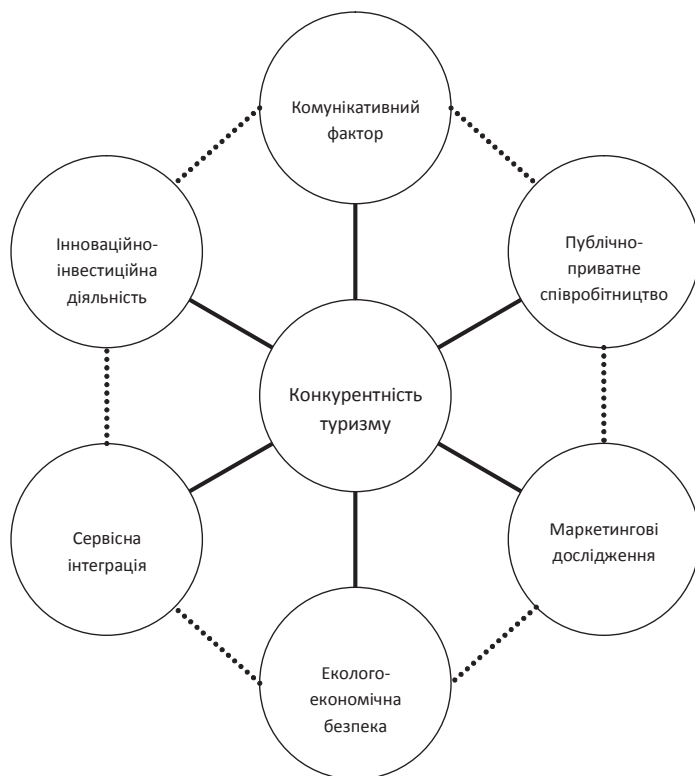 Комунікативний
фактор
Інноваційно-
інвестиційна
діяльність
Публічно-
приватне
співробітництво
Конкурентність
туризму
Сервісна
інтеграція
Маркетингові
дослідження
Еколого-
економічна
безпека